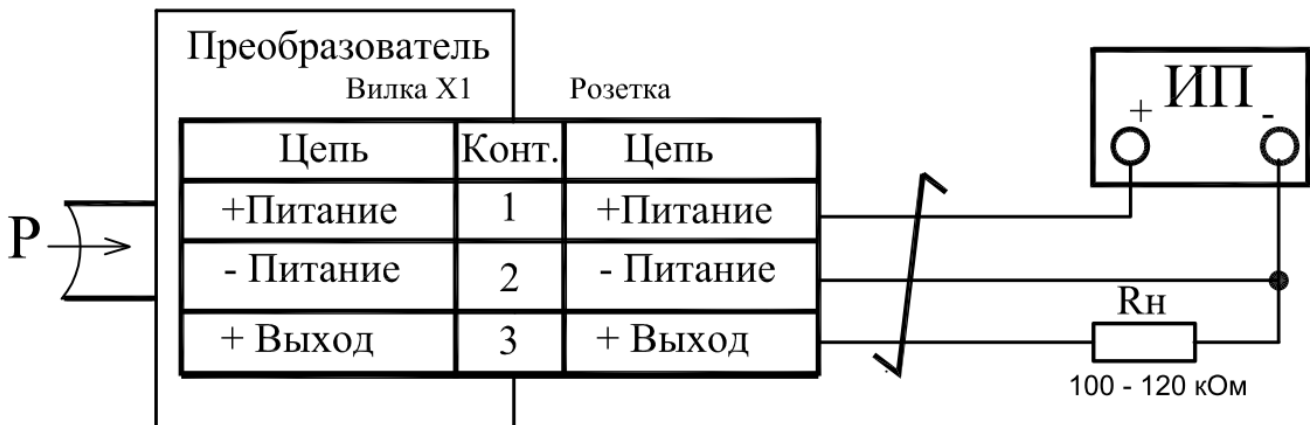 Преобразователь
Вилка X1 Розетка
Цепь Конт. Цепь
+Питание 1 +Питание
- Питание 2 - Питание
+ Выход 3 + Выход
P
ИП
+ -
Rн
100 - 120 кОм